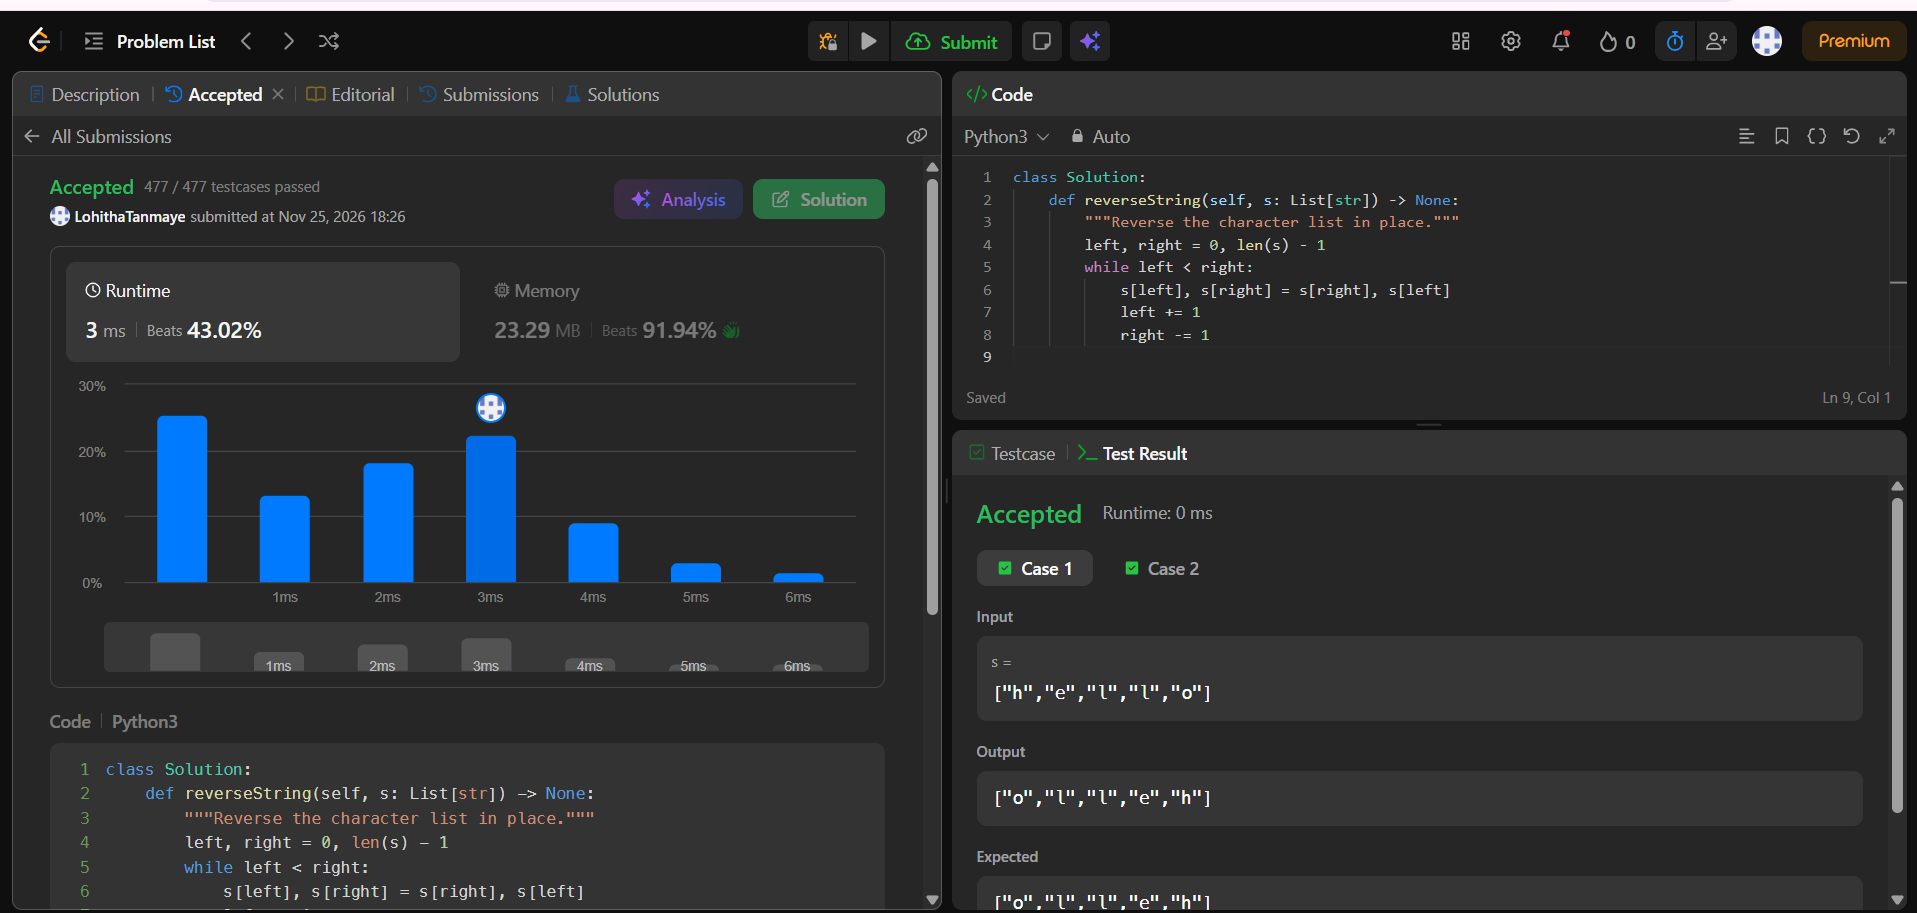 Problem List
Submit
0
Premium
Description
Accepted
Editorial
Submissions
Solutions
All Submissions
Accepted 477 / 477 testcases passed
LohithaTanmaye submitted at Nov 25, 2026 18:26
Analysis
Solution
Runtime
3 ms Beats 43.02%
Memory
23.29 MB Beats 91.94%
30%
20%
10%
0%
1ms 2ms 3ms 4ms 5ms 6ms
1ms 2ms 3ms 4ms 5ms 6ms
Code Python3
1 class Solution:
2 def reverseString(self, s: List[str]) -> None:
3 """Reverse the character list in place."""
4 left, right = 0, len(s) - 1
5 while left < right:
6 s[left], s[right] = s[right], s[left]
Code
Python3 Auto
1 class Solution:
2 def reverseString(self, s: List[str]) -> None:
3 """Reverse the character list in place."""
4 left, right = 0, len(s) - 1
5 while left < right:
6 s[left], s[right] = s[right], s[left]
7 left += 1
8 right -= 1
9
Saved
Ln 9, Col 1
Testcase
Test Result
Accepted Runtime: 0 ms
Case 1
Case 2
Input
s =
["h","e","l","l","o"]
Output
["o","l","l","e","h"]
Expected
["o","l","l","e","h"]